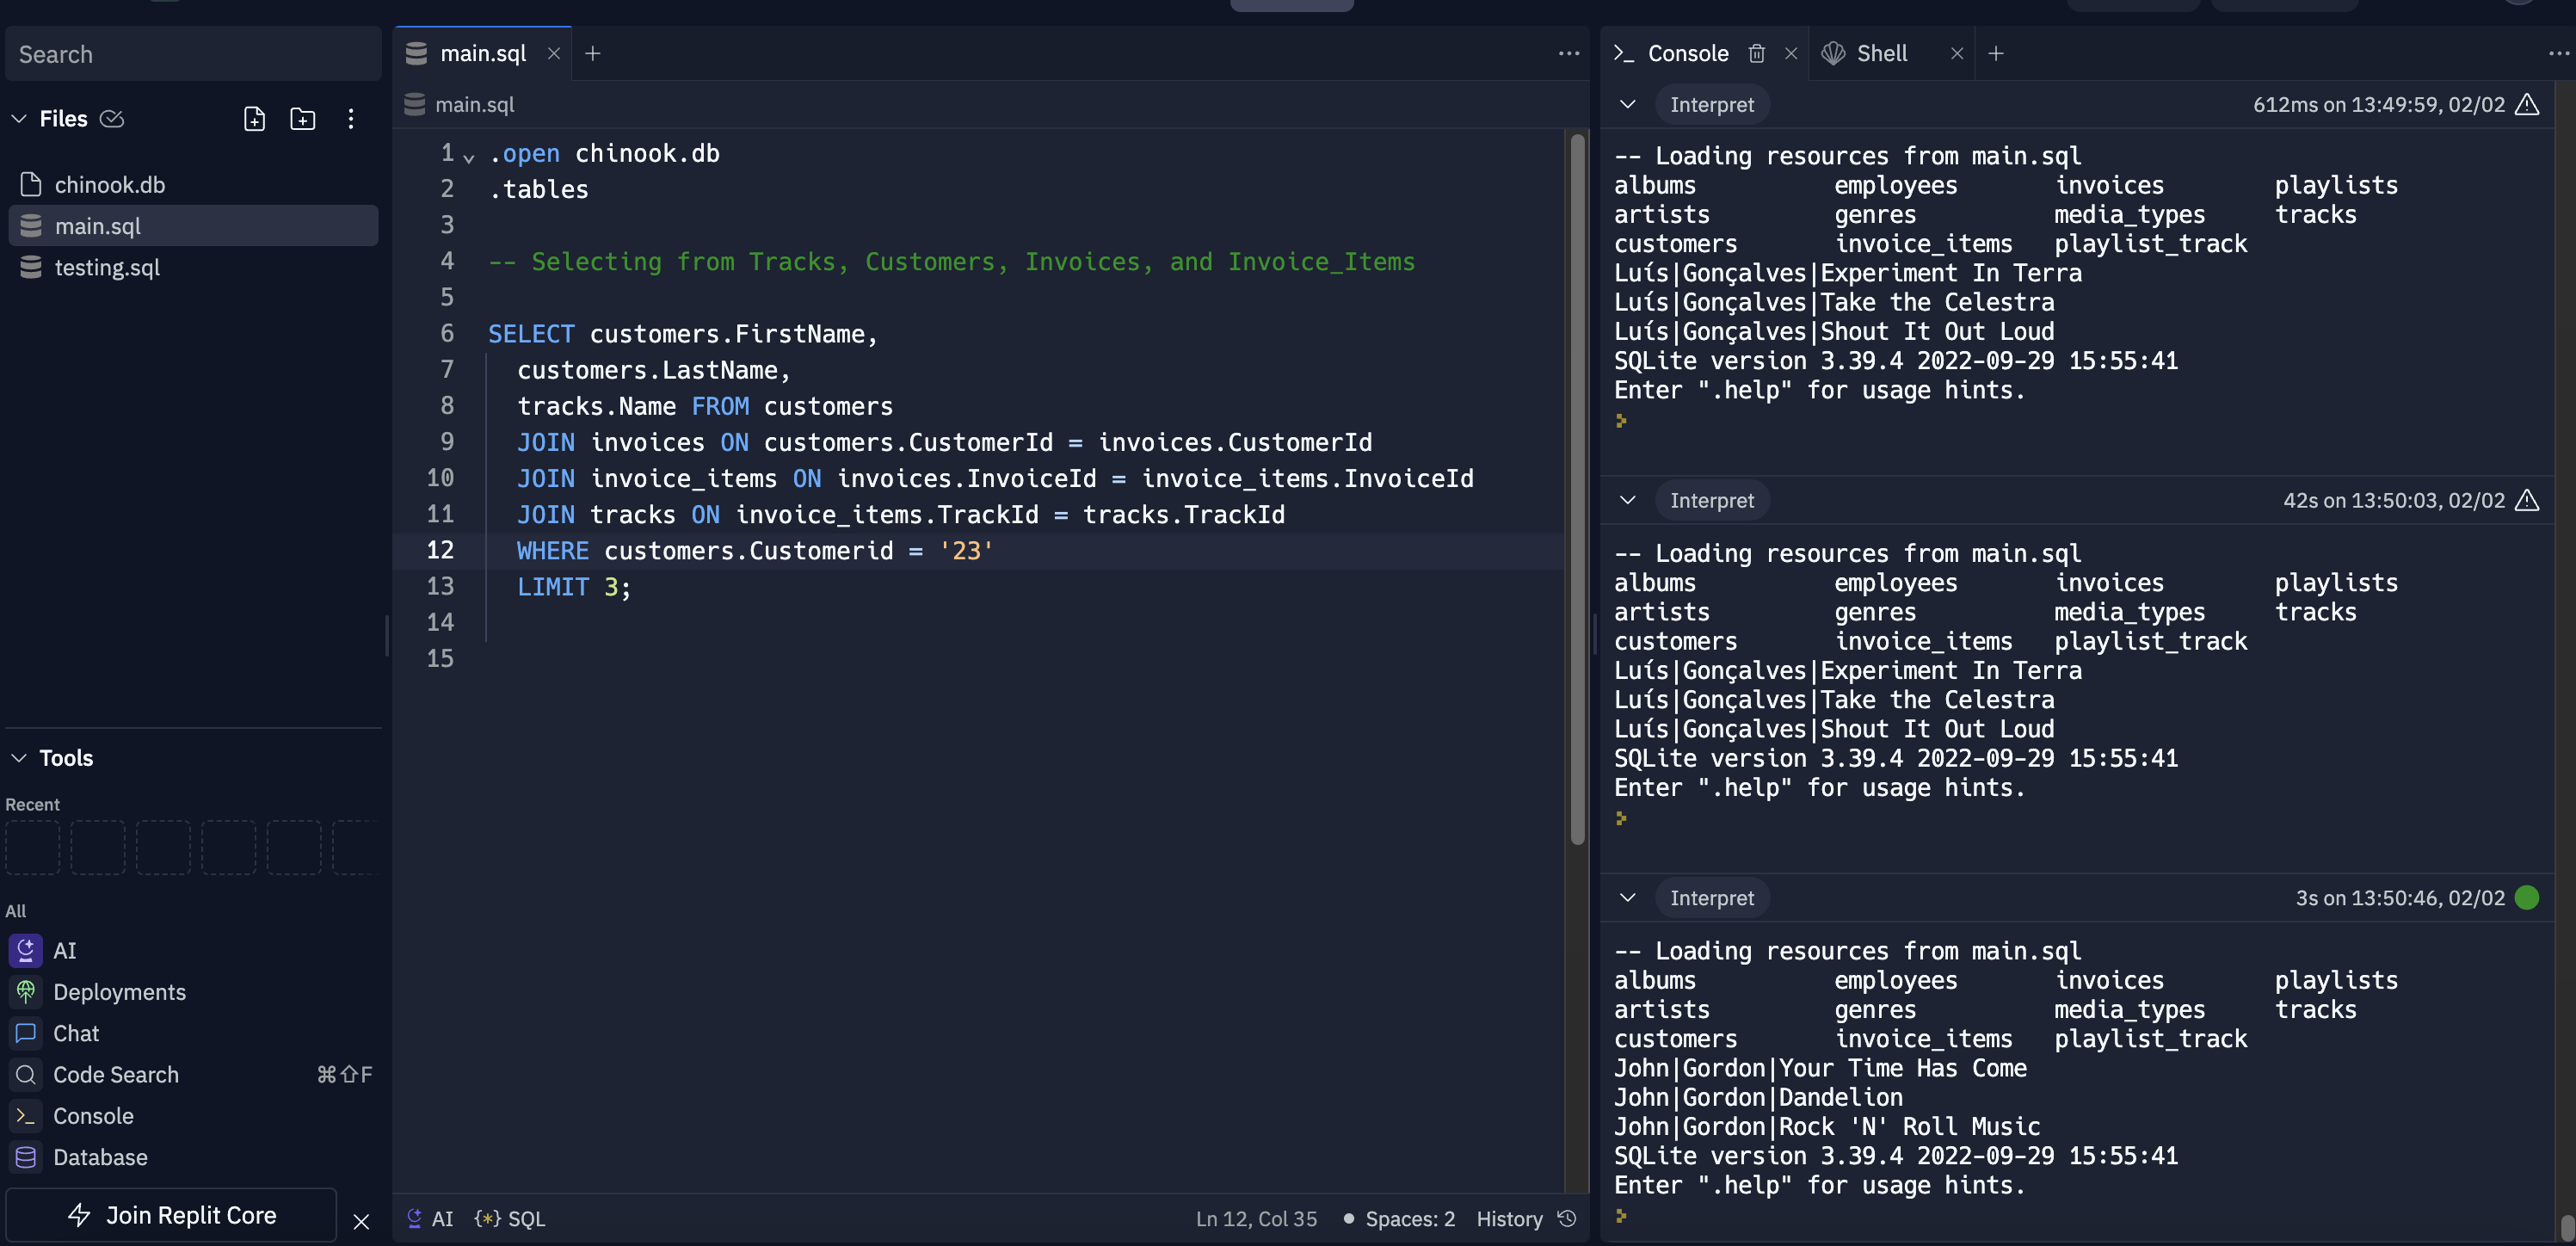 Search
Files
chinook.db
main.sql
testing.sql
Tools
Recent
All
AI
Deployments
Chat
Code Search ⌘⇧F
Console
Database
Join Replit Core
main.sql
main.sql
1 .open chinook.db
2 .tables
3
4 -- Selecting from Tracks, Customers, Invoices, and Invoice_Items
5
6 SELECT customers.FirstName,
7 customers.LastName,
8 tracks.Name FROM customers
9 JOIN invoices ON customers.CustomerId = invoices.CustomerId
10 JOIN invoice_items ON invoices.InvoiceId = invoice_items.InvoiceId
11 JOIN tracks ON invoice_items.TrackId = tracks.TrackId
12 WHERE customers.Customerid = '23'
13 LIMIT 3;
14
15
AI {*} SQL Ln 12, Col 35 Spaces: 2 History
Console Shell
Interpret 612ms on 13:49:59, 02/02
-- Loading resources from main.sql
albums employees invoices playlists
artists genres media_types tracks
customers invoice_items playlist_track
Luís|Gonçalves|Experiment In Terra
Luís|Gonçalves|Take the Celestra
Luís|Gonçalves|Shout It Out Loud
SQLite version 3.39.4 2022-09-29 15:55:41
Enter ".help" for usage hints.
Interpret 42s on 13:50:03, 02/02
-- Loading resources from main.sql
albums employees invoices playlists
artists genres media_types tracks
customers invoice_items playlist_track
Luís|Gonçalves|Experiment In Terra
Luís|Gonçalves|Take the Celestra
Luís|Gonçalves|Shout It Out Loud
SQLite version 3.39.4 2022-09-29 15:55:41
Enter ".help" for usage hints.
Interpret 3s on 13:50:46, 02/02
-- Loading resources from main.sql
albums employees invoices playlists
artists genres media_types tracks
customers invoice_items playlist_track
John|Gordon|Your Time Has Come
John|Gordon|Dandelion
John|Gordon|Rock 'N' Roll Music
SQLite version 3.39.4 2022-09-29 15:55:41
Enter ".help" for usage hints.